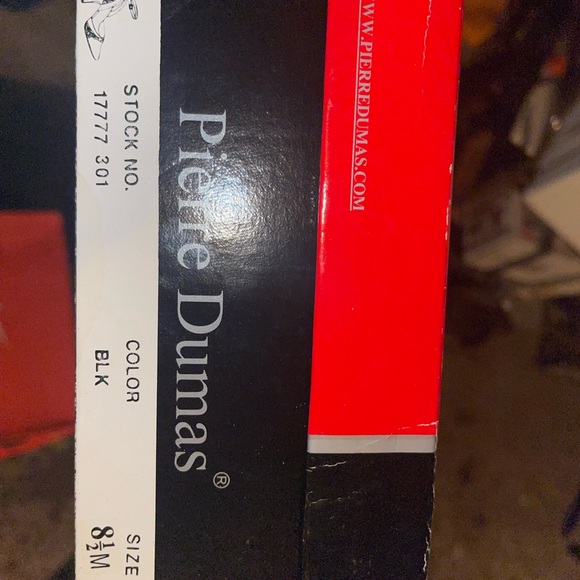 WWW.PIERREDUMAS.COM
Pierre Dumas®
STOCK NO. COLOR SIZE
17777 301 BLK 8½M